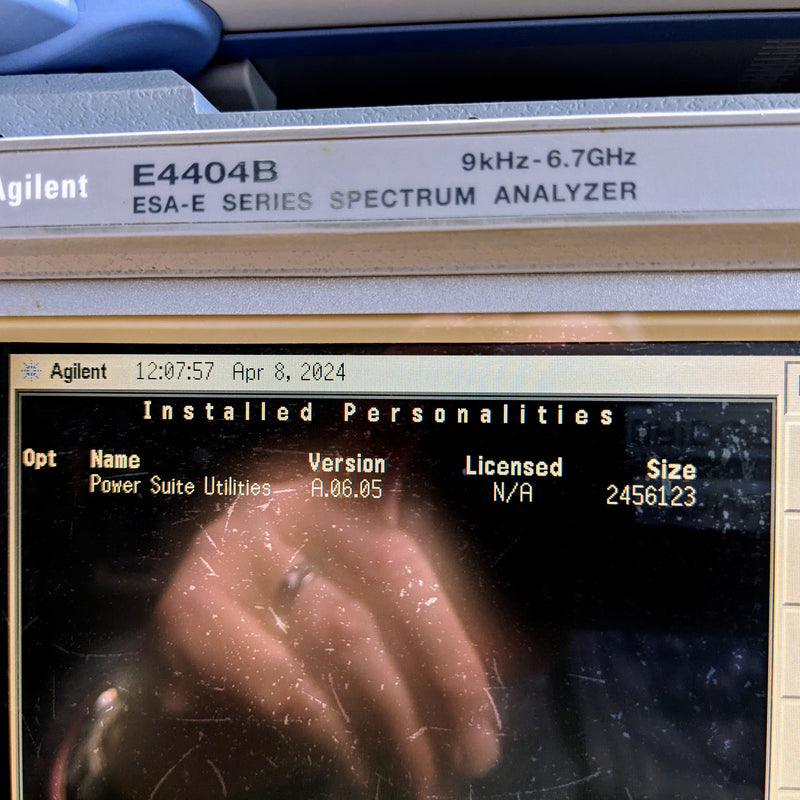 Agilent E4404B 9kHz-6.7GHz
ESA-E SERIES SPECTRUM ANALYZER
Agilent 12:07:57 Apr 8, 2024
Installed Personalities
Opt Name Version Licensed Size
Power Suite Utilities A.06.05 N/A 2456123